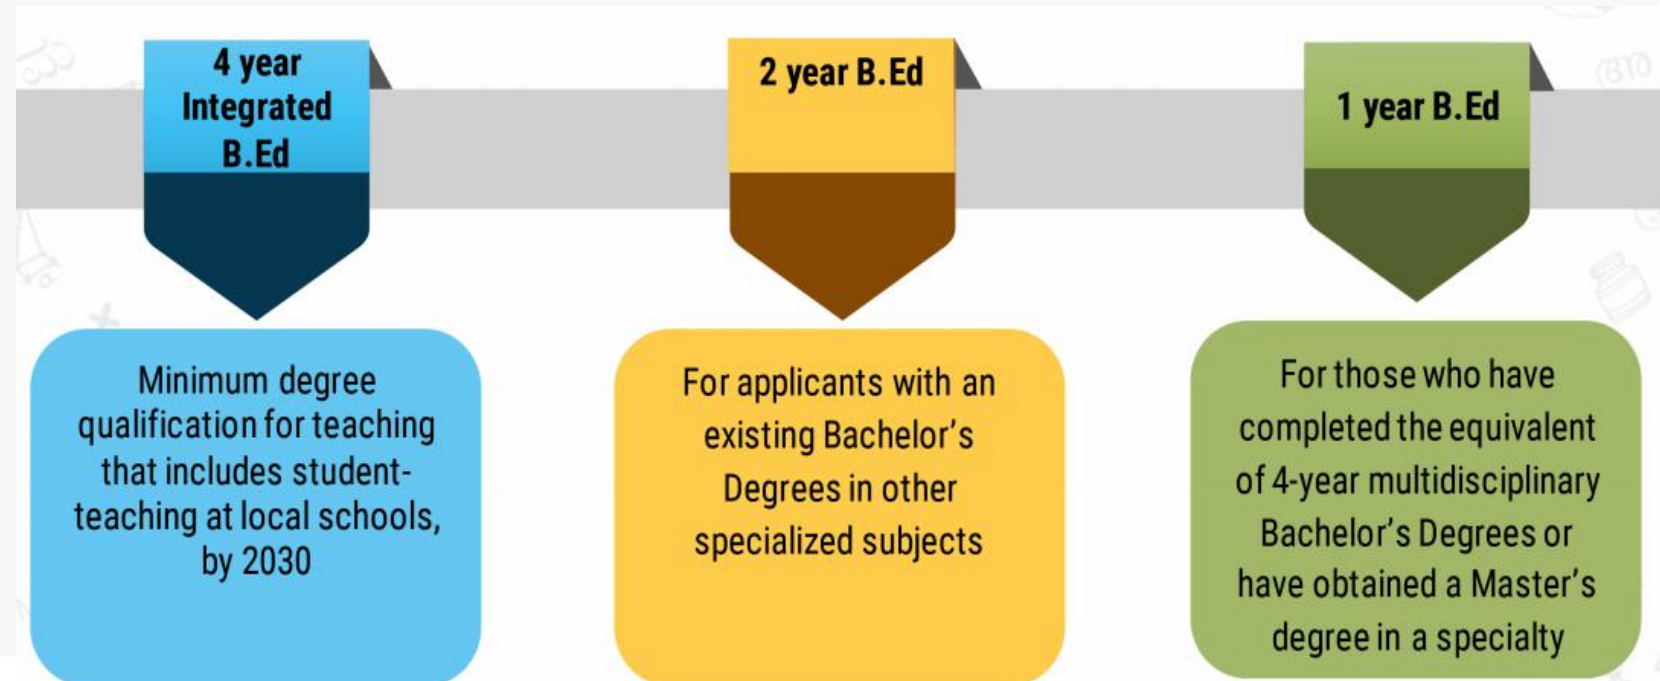 4 year
Integrated
B.Ed
Minimum degree
qualification for teaching
that includes student-
teaching at local schools,
by 2030
2 year B.Ed
For applicants with an
existing Bachelor's
Degrees in other
specialized subjects
1 year B.Ed
For those who have
completed the equivalent
of 4-year multidisciplinary
Bachelor's Degrees or
have obtained a Master's
degree in a specialty